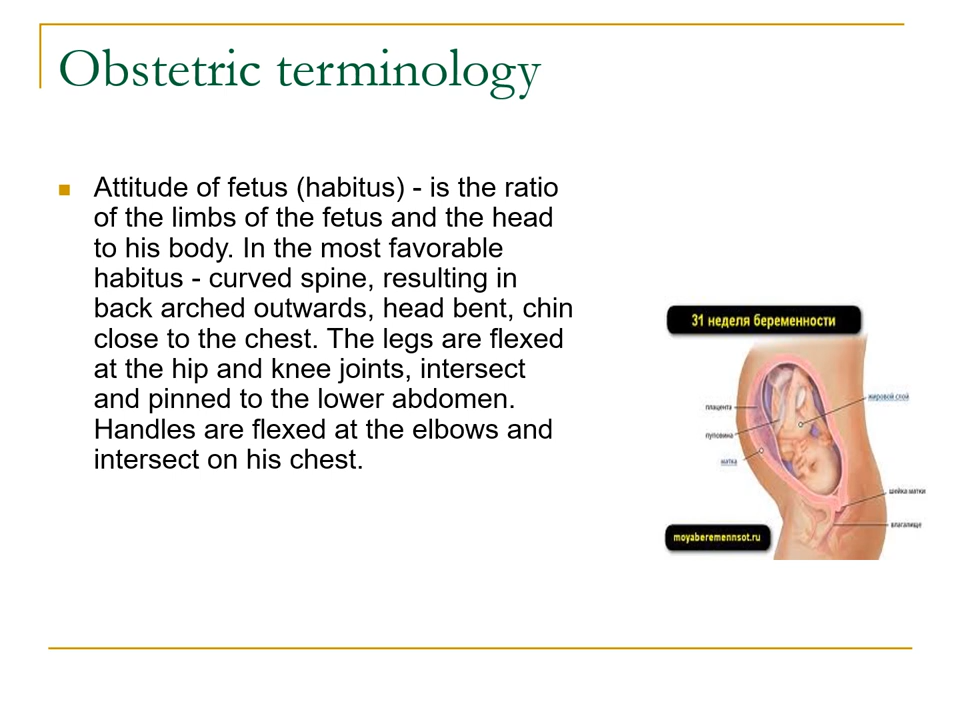 Obstetric terminology
Attitude of fetus (habitus) - is the ratio
of the limbs of the fetus and the head
to his body. In the most favorable
habitus - curved spine, resulting in
back arched outwards, head bent, chin
close to the chest. The legs are flexed
at the hip and knee joints, intersect
and pinned to the lower abdomen.
Handles are flexed at the elbows and
intersect on his chest.
31 неделя беременности
жировой слой
плацента
пуповина
матка
шейка матки
влагалище
moyaberemennsot.ru